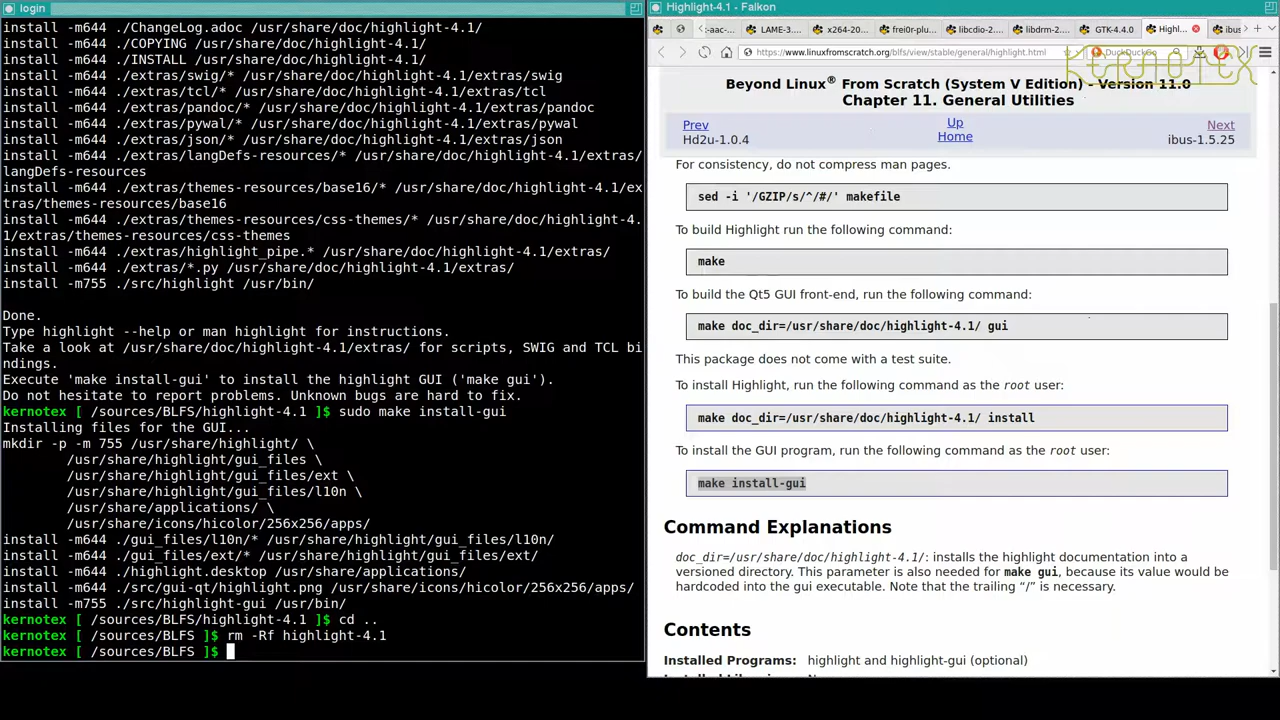 login
install -m644 ./ChangeLog.adoc /usr/share/doc/highlight-4.1/
install -m644 ./COPYING /usr/share/doc/highlight-4.1/
install -m644 ./INSTALL /usr/share/doc/highlight-4.1/
install -m644 ./extras/swig/* /usr/share/doc/highlight-4.1/extras/swig
install -m644 ./extras/tcl/* /usr/share/doc/highlight-4.1/extras/tcl
install -m644 ./extras/pandoc/* /usr/share/doc/highlight-4.1/extras/pandoc
install -m644 ./extras/pywal/* /usr/share/doc/highlight-4.1/extras/pywal
install -m644 ./extras/json/* /usr/share/doc/highlight-4.1/extras/json
install -m644 ./extras/langDefs-resources/* /usr/share/doc/highlight-4.1/extras/
langDefs-resources
install -m644 ./extras/themes-resources/base16/* /usr/share/doc/highlight-4.1/ex
tras/themes-resources/base16
install -m644 ./extras/themes-resources/css-themes/* /usr/share/doc/highlight-4.
1/extras/themes-resources/css-themes
install -m644 ./extras/highlight_pipe.* /usr/share/doc/highlight-4.1/extras/
install -m644 ./extras/*.py /usr/share/doc/highlight-4.1/extras/
install -m755 ./src/highlight /usr/bin/
Done.
Type highlight --help or man highlight for instructions.
Take a look at /usr/share/doc/highlight-4.1/extras/ for scripts, SWIG and TCL bi
ndings.
Execute 'make install-gui' to install the highlight GUI ('make gui').
Do not hesitate to report problems. Unknown bugs are hard to fix.
kernotex [ /sources/BLFS/highlight-4.1 ]$ sudo make install-gui
Installing files for the GUI...
mkdir -p -m 755 /usr/share/highlight/ \
/usr/share/highlight/gui_files \
/usr/share/highlight/gui_files/ext \
/usr/share/highlight/gui_files/l10n \
/usr/share/applications/ \
/usr/share/icons/hicolor/256x256/apps/
install -m644 ./gui_files/l10n/* /usr/share/highlight/gui_files/l10n/
install -m644 ./gui_files/ext/* /usr/share/highlight/gui_files/ext/
install -m644 ./highlight.desktop /usr/share/applications/
install -m644 ./src/gui-qt/highlight.png /usr/share/icons/hicolor/256x256/apps/
install -m755 ./src/highlight-gui /usr/bin/
kernotex [ /sources/BLFS/highlight-4.1 ]$ cd ..
kernotex [ /sources/BLFS ]$ rm -Rf highlight-4.1
kernotex [ /sources/BLFS ]$
Highlight-4.1 - Falkon
-aac-... LAME-3.... x264-20... frei0r-plu... libcdio-2... libdrm-2... GTK-4.4.0 Highl... ibus
https://www.linuxfromscratch.org/blfs/view/stable/general/highlight.html DuckDuckGo
KERNOTEX
Beyond Linux® From Scratch (System V Edition) - Version 11.0
Chapter 11. General Utilities
Prev Up Next
Hd2u-1.0.4 Home ibus-1.5.25
For consistency, do not compress man pages.
sed -i '/GZIP/s/^/#/' makefile
To build Highlight run the following command:
make
To build the Qt5 GUI front-end, run the following command:
make doc_dir=/usr/share/doc/highlight-4.1/ gui
This package does not come with a test suite.
To install Highlight, run the following command as the root user:
make doc_dir=/usr/share/doc/highlight-4.1/ install
To install the GUI program, run the following command as the root user:
make install-gui
Command Explanations
doc_dir=/usr/share/doc/highlight-4.1/: installs the highlight documentation into a
versioned directory. This parameter is also needed for make gui, because its value would be
hardcoded into the gui executable. Note that the trailing “/” is necessary.
Contents
Installed Programs: highlight and highlight-gui (optional)